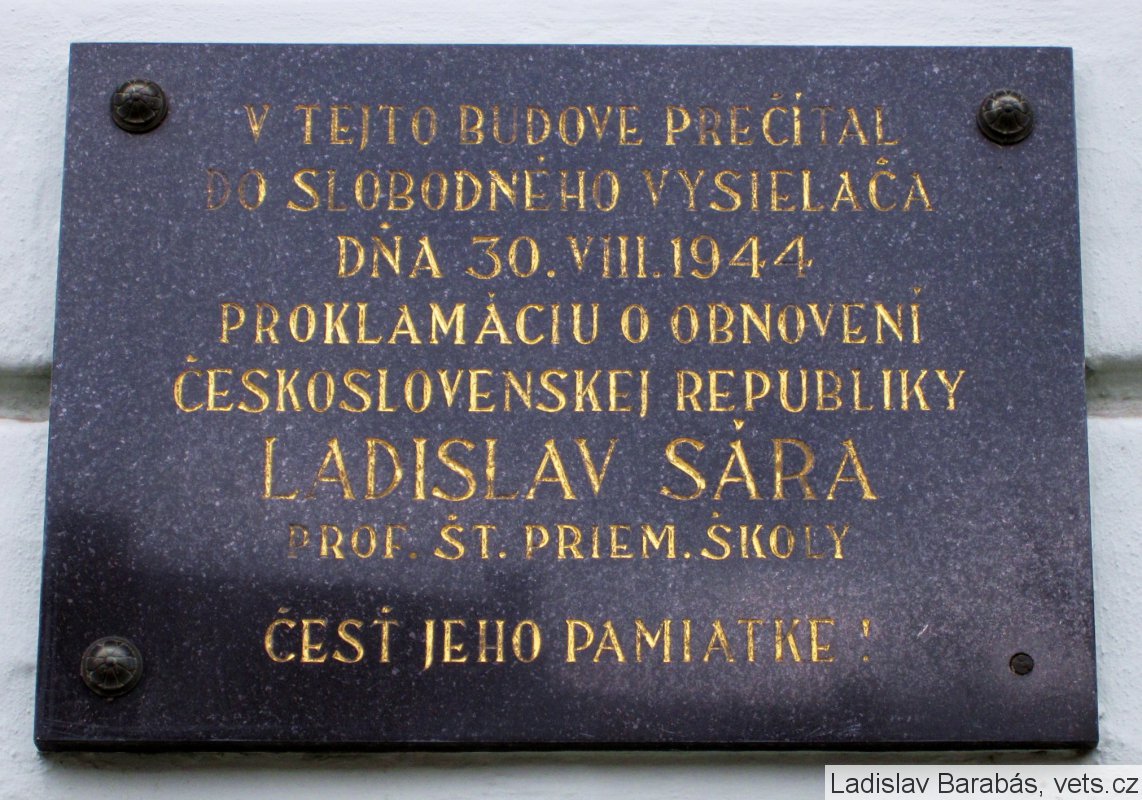 V TEJTO BUDOVE PREČÍTAL
DO SLOBODNÉHO VYSIELAČA
DŇA 30. VIII. 1944
PROKLAMÁCIU O OBNOVENÍ
ČESKOSLOVENSKEJ REPUBLIKY
LADISLAV SÁRA
PROF. ŠT. PRIEM. ŠKOLY
ČESŤ JEHO PAMIATKE !
Ladislav Barabás, vets.cz